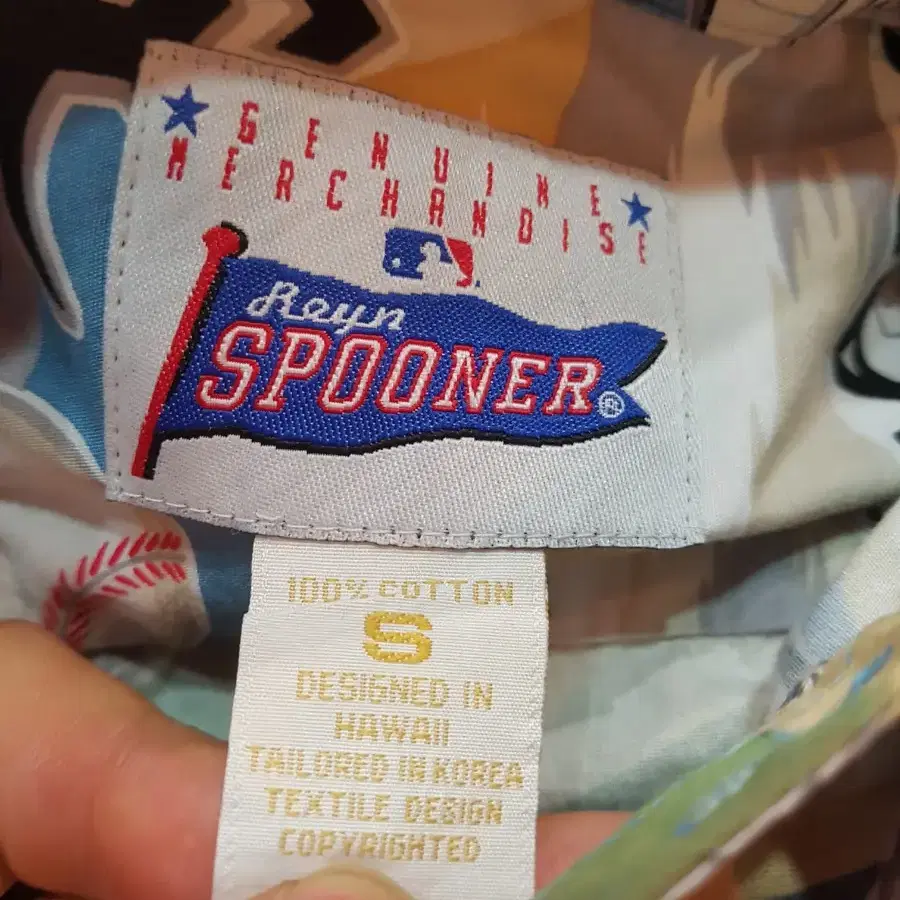 GENUINE
MERCHANDISE
Reyn
SPOONER®
100% COTTON
S
DESIGNED IN
HAWAII
TAILORED IN KOREA
TEXTILE DESIGN
COPYRIGHTED